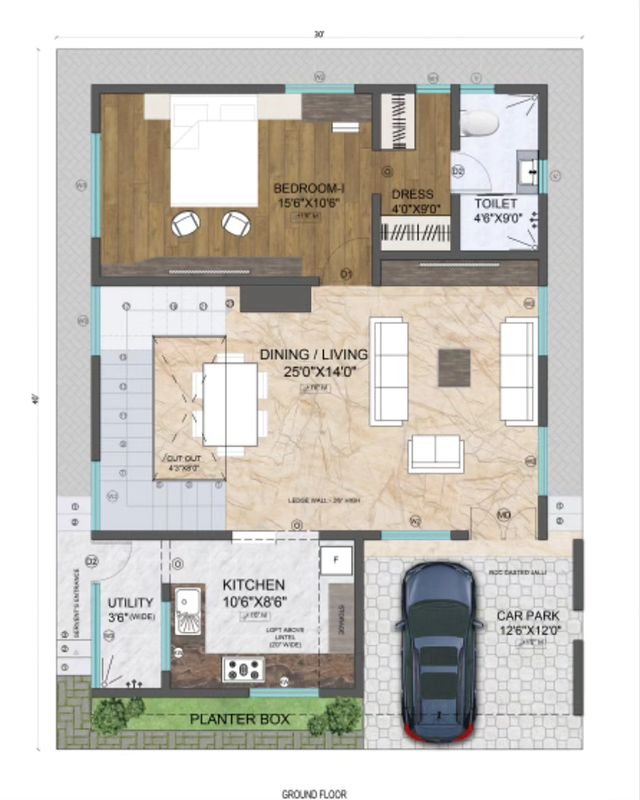 30'
W2
W1
V
W1
O
D2
V
BEDROOM-I
15'6"X10'6"
DRESS
4'0"X9'0"
TOILET
4'6"X9'0"
D1
40'
DINING / LIVING
25'0"X14'0"
CUT OUT
4'3"X8'0"
LEDGE WALL - 2'6" HIGH
O
W2
MD
D2
O
F
RCC CASTED JALLI
KITCHEN
10'6"X8'6"
UTILITY
3'6" (WIDE)
STORAGE
CAR PARK
12'6"X12'0"
LOFT ABOVE
LINTEL
(20" WIDE)
SERVENT'S ENTRANCE
PLANTER BOX
GROUND FLOOR